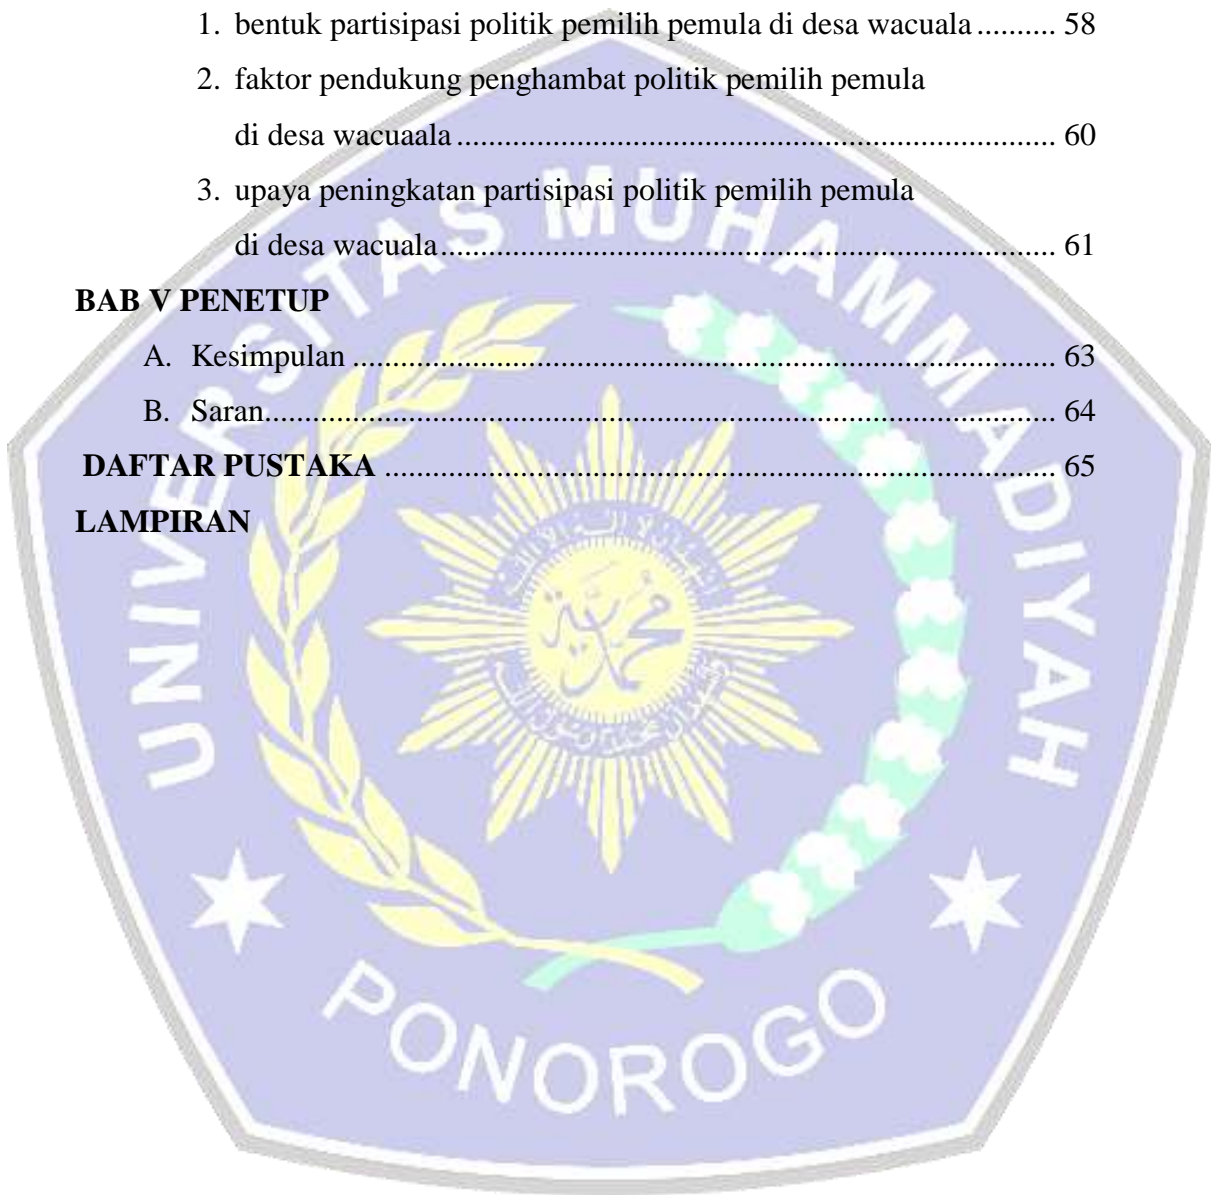 1. bentuk partisipasi politik pemilih pemula di desa wacuala .......... 58
2. faktor pendukung penghambat politik pemilih pemula
di desa wacuaala ........................................................................... 60
3. upaya peningkatan partisipasi politik pemilih pemula
di desa wacuala............................................................................. 61
BAB V PENETUP
A. Kesimpulan ........................................................................................ 63
B. Saran................................................................................................... 64
DAFTAR PUSTAKA .................................................................................... 65
LAMPIRAN
UNIVERSITAS MUHAMMADIYAH
PONOROGO
محمد